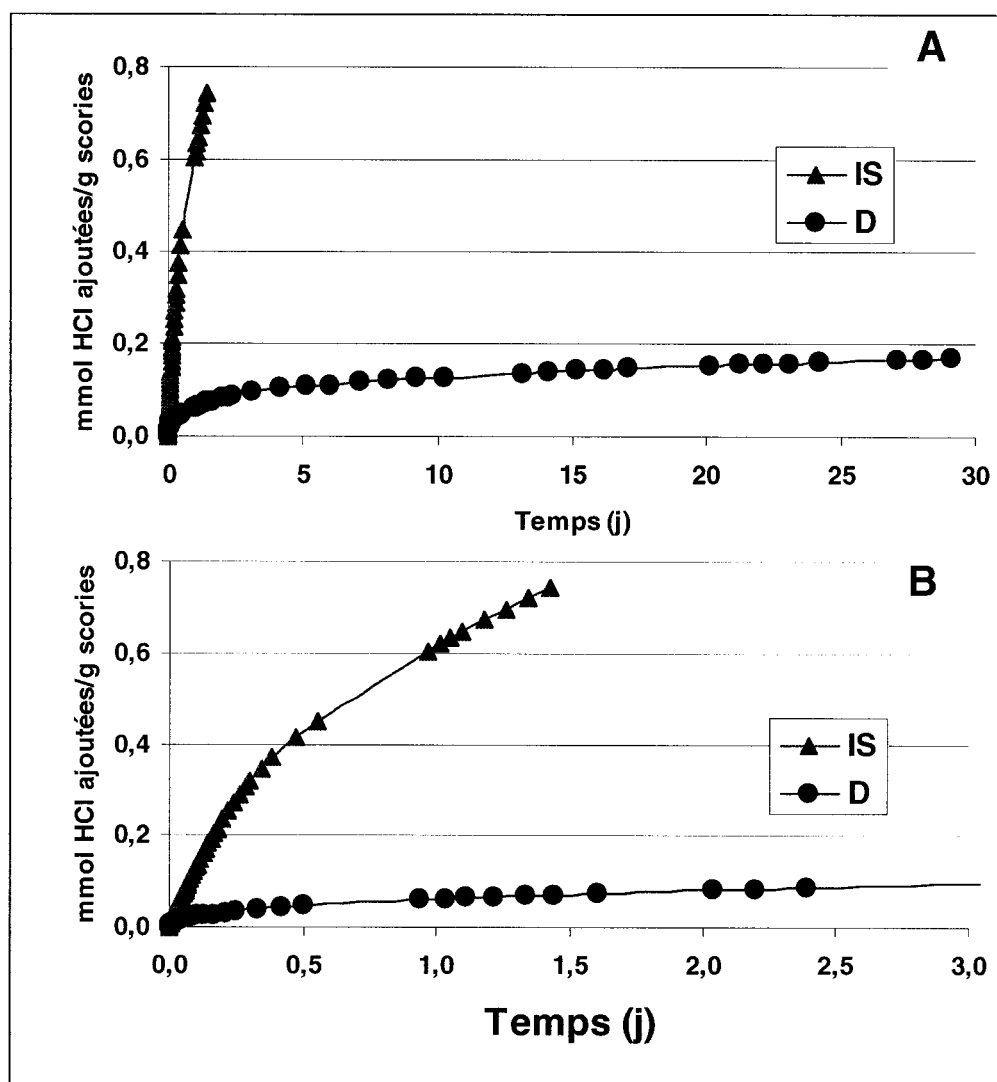 A
mmol HCl ajoutées/g scories
0,8
0,6
0,4
0,2
0,0
IS
D
0 5 10 15 20 25 30
Temps (j)
B
mmol HCl ajoutées/g scories
0,8
0,6
0,4
0,2
0,0
IS
D
0,0 0,5 1,0 1,5 2,0 2,5 3,0
Temps (j)